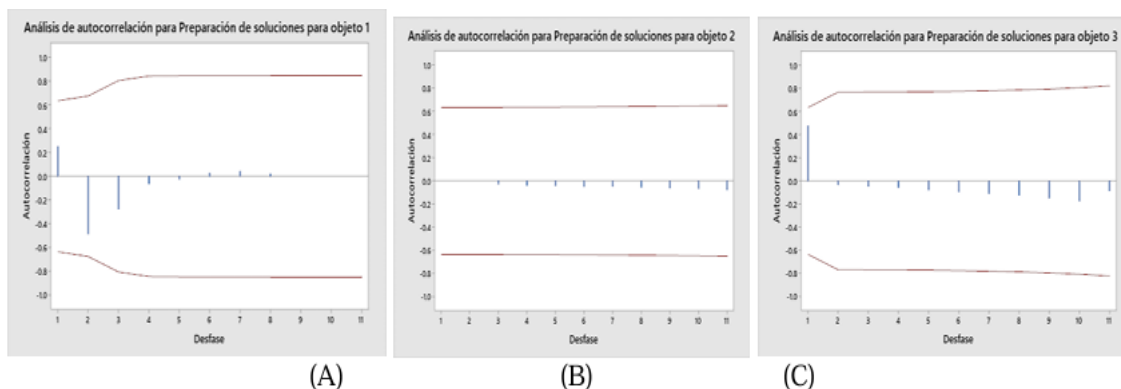 Análisis de autocorrelación para Preparación de soluciones para objeto 1
1.0
0.8
0.6
0.4
0.2
0.0
-0.2
-0.4
-0.6
-0.8
-1.0
Autocorrelación
1 2 3 4 5 6 7 8 9 10 11
Desfase
(A)
Análisis de autocorrelación para Preparación de soluciones para objeto 2
1.0
0.8
0.6
0.4
0.2
0.0
-0.2
-0.4
-0.6
-0.8
-1.0
Autocorrelación
1 2 3 4 5 6 7 8 9 10 11
Desfase
(B)
Análisis de autocorrelación para Preparación de soluciones para objeto 3
1.0
0.8
0.6
0.4
0.2
0.0
-0.2
-0.4
-0.6
-0.8
-1.0
Autocorrelación
1 2 3 4 5 6 7 8 9 10 11
Desfase
(C)